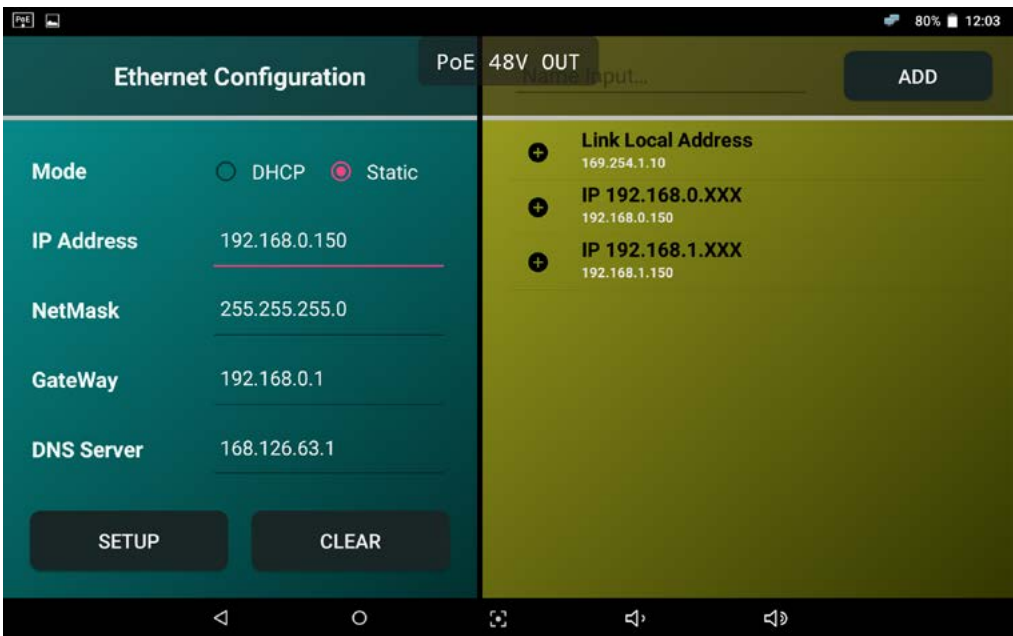 PoE
80% 12:03
PoE 48V OUT
Ethernet Configuration
Name Input...
ADD
Mode
DHCP
Static
IP Address
192.168.0.150
NetMask
255.255.255.0
GateWay
192.168.0.1
DNS Server
168.126.63.1
SETUP
CLEAR
Link Local Address
169.254.1.10
IP 192.168.0.XXX
192.168.0.150
IP 192.168.1.XXX
192.168.1.150